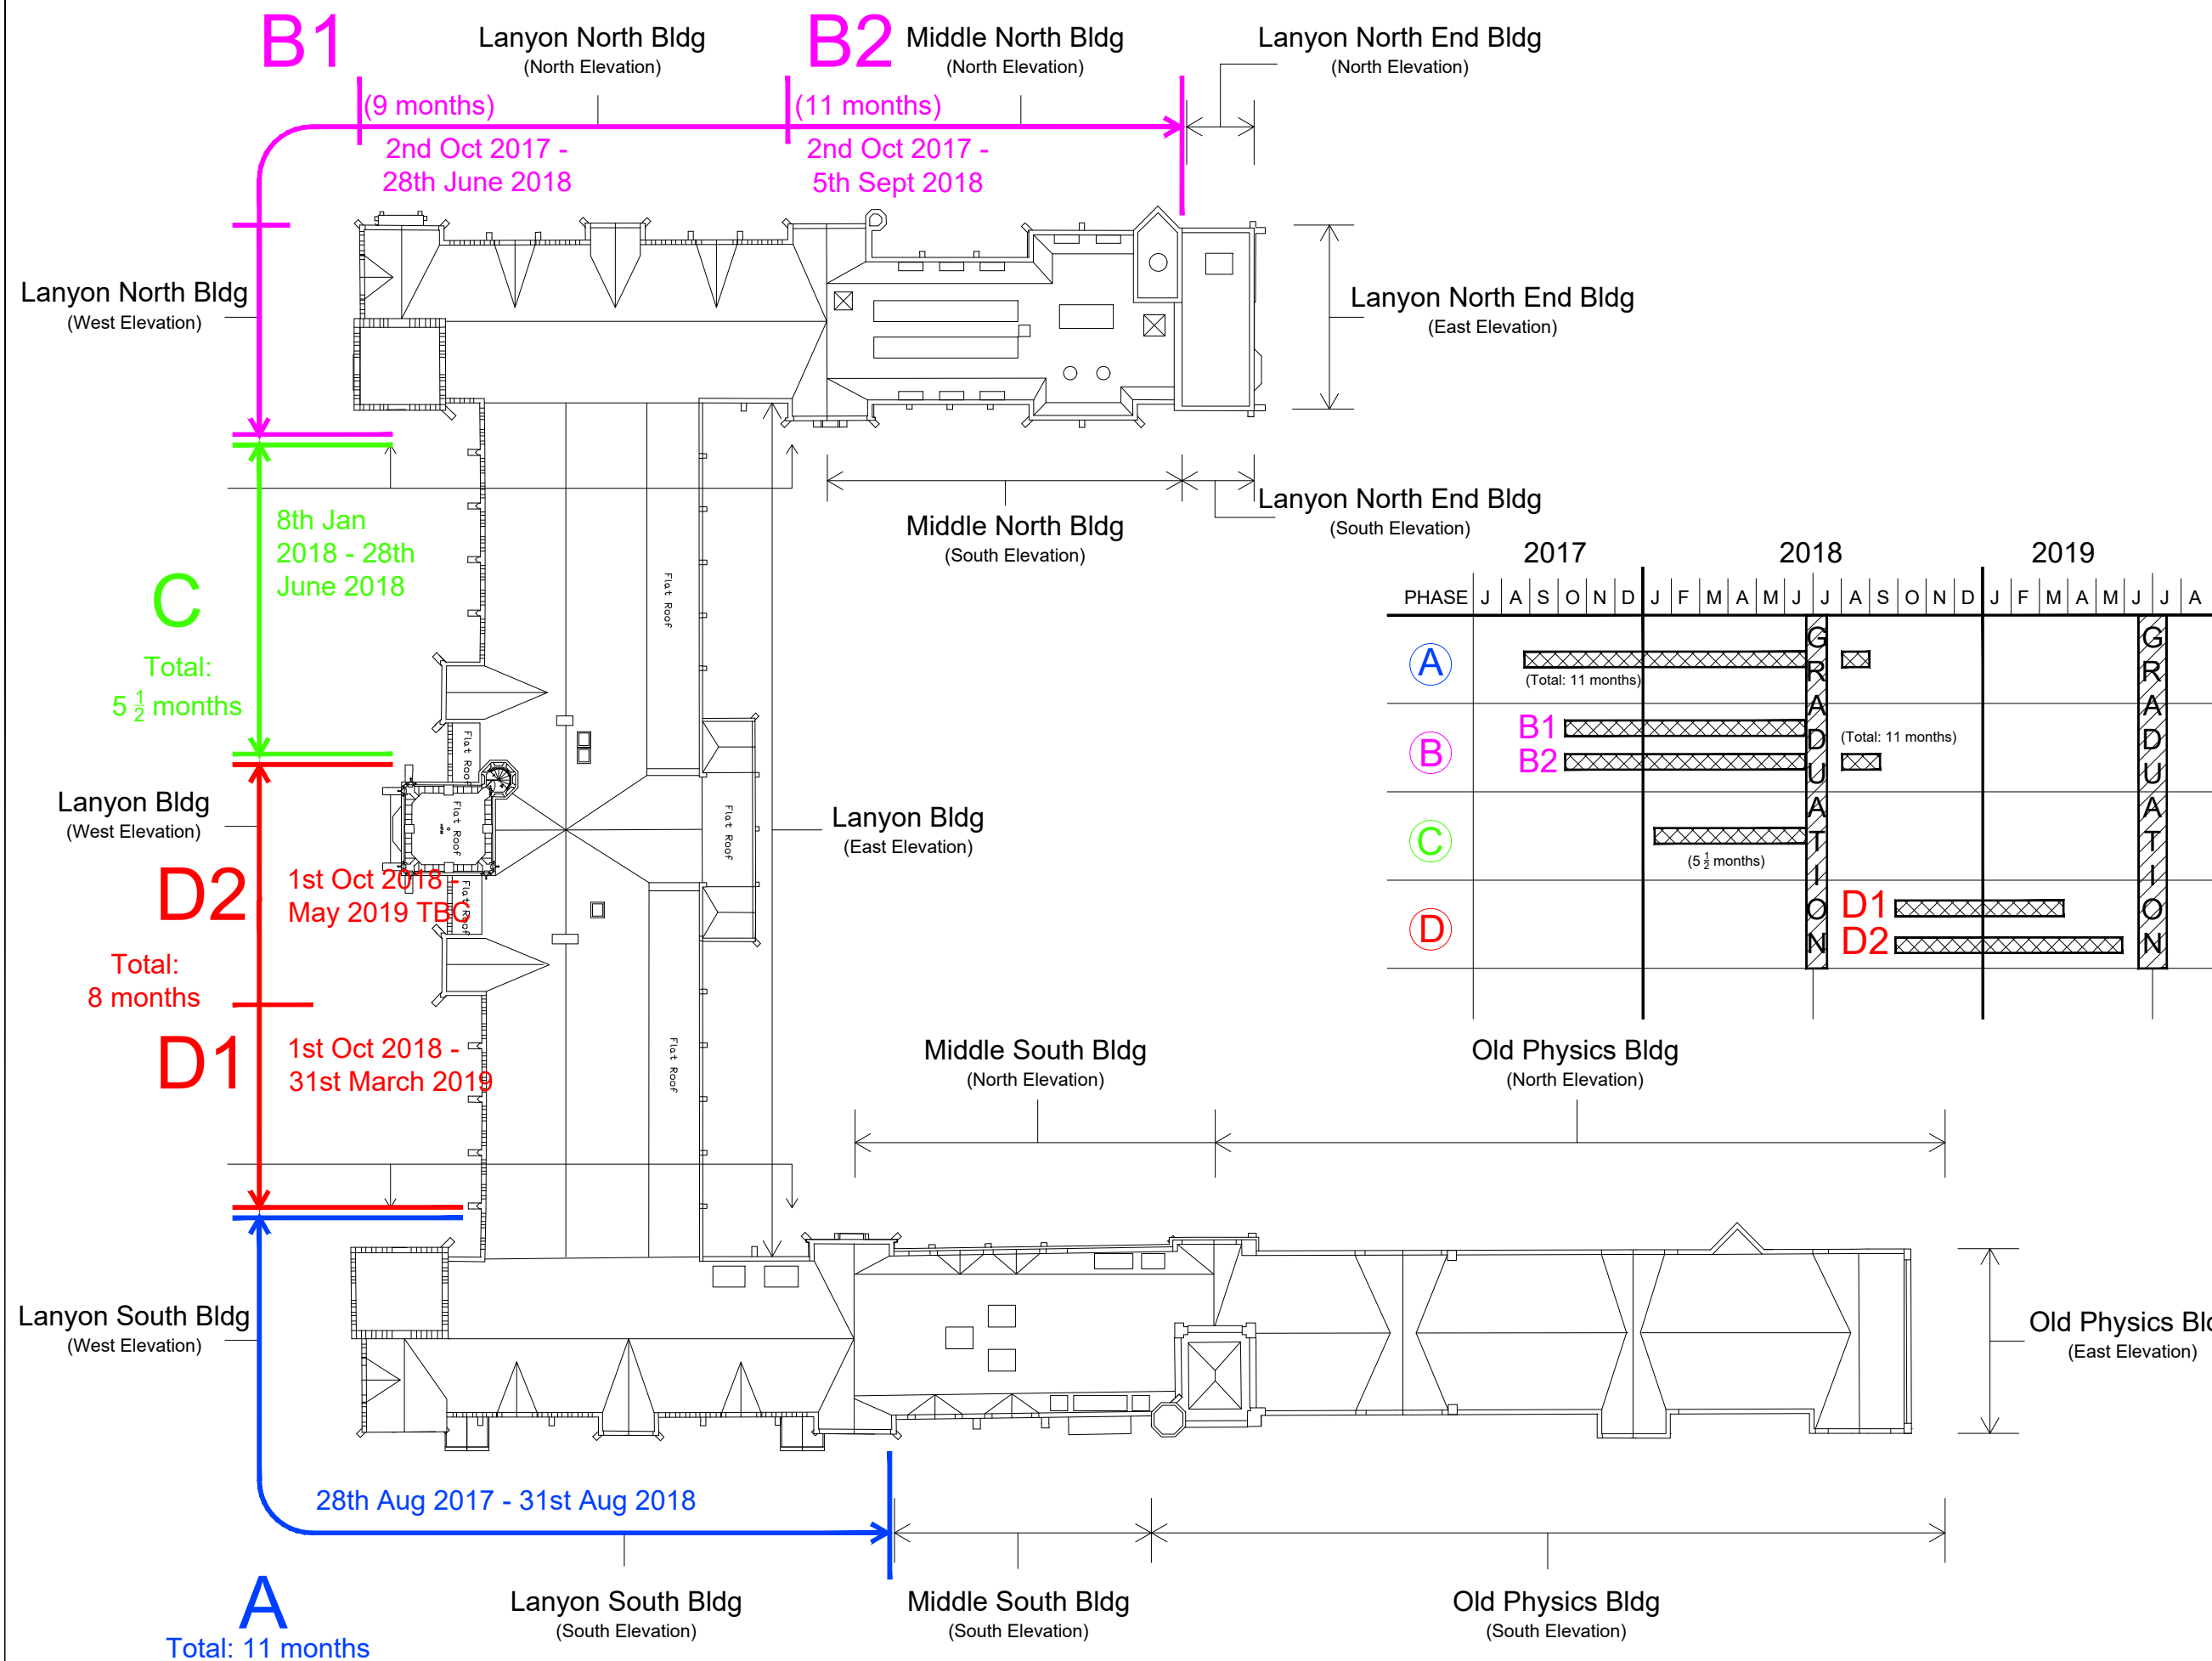 B1
Lanyon North Bldg
(North Elevation)
B2
Middle North Bldg
(North Elevation)
Lanyon North End Bldg
(North Elevation)
(9 months)
2nd Oct 2017 -
28th June 2018
(11 months)
2nd Oct 2017 -
5th Sept 2018
Lanyon North Bldg
(West Elevation)
Lanyon North End Bldg
(East Elevation)
Middle North Bldg
(South Elevation)
Lanyon North End Bldg
(South Elevation)
8th Jan
2018 - 28th
June 2018
C
Total:
5 1/2 months
Flat Roof
2017 2018 2019
PHASE J A S O N D J F M A M J J A S O N D J F M A M J J A
A
(Total: 11 months)
B
B1
B2
(Total: 11 months)
C
(5 1/2 months)
D
D1
D2
GRADUATION
GRADUATION
Flat Roof
Flat Roof
Flat Roof
Flat Roof
Lanyon Bldg
(West Elevation)
Lanyon Bldg
(East Elevation)
D2
1st Oct 2018 -
May 2019 TBC
Total:
8 months
D1
1st Oct 2018 -
31st March 2019
Flat Roof
Middle South Bldg
(North Elevation)
Old Physics Bldg
(North Elevation)
Lanyon South Bldg
(West Elevation)
Old Physics Bl
(East Elevation)
28th Aug 2017 - 31st Aug 2018
A
Total: 11 months
Lanyon South Bldg
(South Elevation)
Middle South Bldg
(South Elevation)
Old Physics Bldg
(South Elevation)